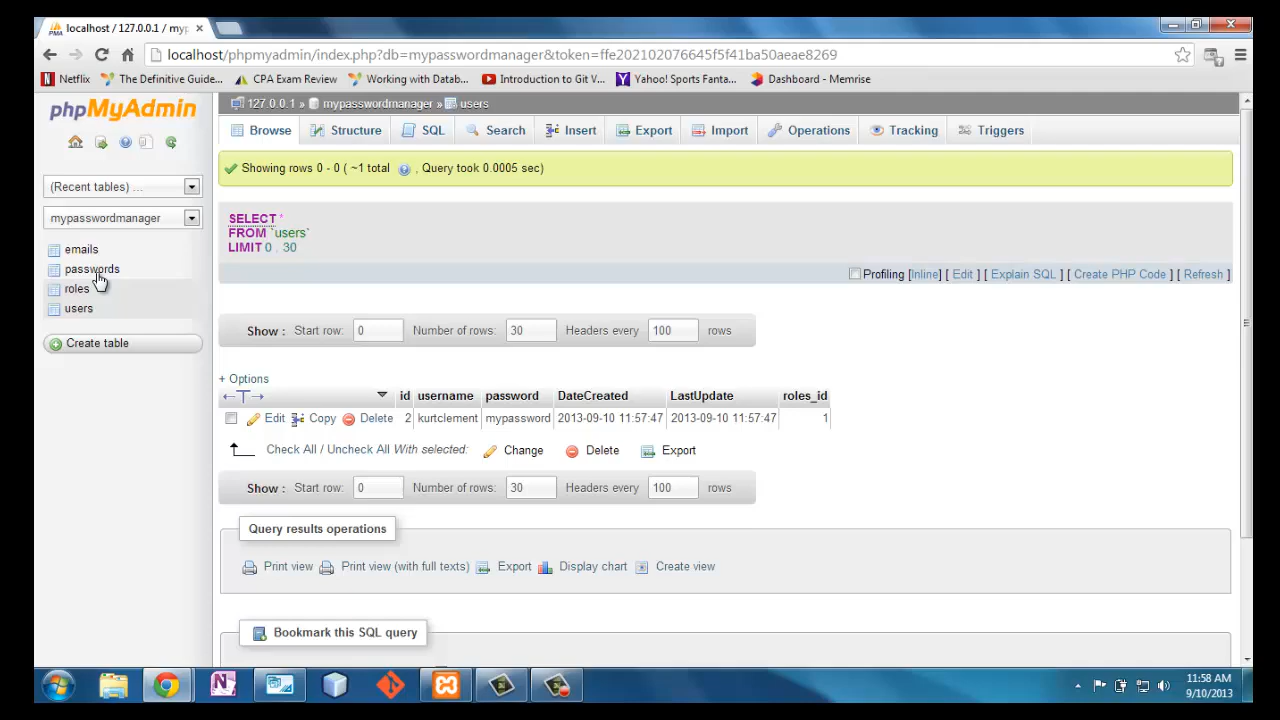 localhost / 127.0.0.1 / myp
localhost/phpmyadmin/index.php?db=mypasswordmanager&token=ffe202102076645f5f41ba50aeae8269
Netflix The Definitive Guide... CPA Exam Review Working with Datab... Introduction to Git V... Yahoo! Sports Fanta... Dashboard - Memrise
phpMyAdmin
127.0.0.1 » mypasswordmanager » users
Browse Structure SQL Search Insert Export Import Operations Tracking Triggers
Showing rows 0 - 0 ( ~1 total , Query took 0.0005 sec)
(Recent tables) ...
mypasswordmanager
emails
passwords
roles
users
Create table
SELECT *
FROM `users`
LIMIT 0 , 30
Profiling [Inline] [ Edit ] [ Explain SQL ] [ Create PHP Code ] [ Refresh ]
Show : Start row: 0 Number of rows: 30 Headers every 100 rows
+ Options
←T→ id username password DateCreated LastUpdate roles_id
Edit Copy Delete 2 kurtclement mypassword 2013-09-10 11:57:47 2013-09-10 11:57:47 1
Check All / Uncheck All With selected: Change Delete Export
Show : Start row: 0 Number of rows: 30 Headers every 100 rows
Query results operations
Print view Print view (with full texts) Export Display chart Create view
Bookmark this SQL query
11:58 AM
9/10/2013